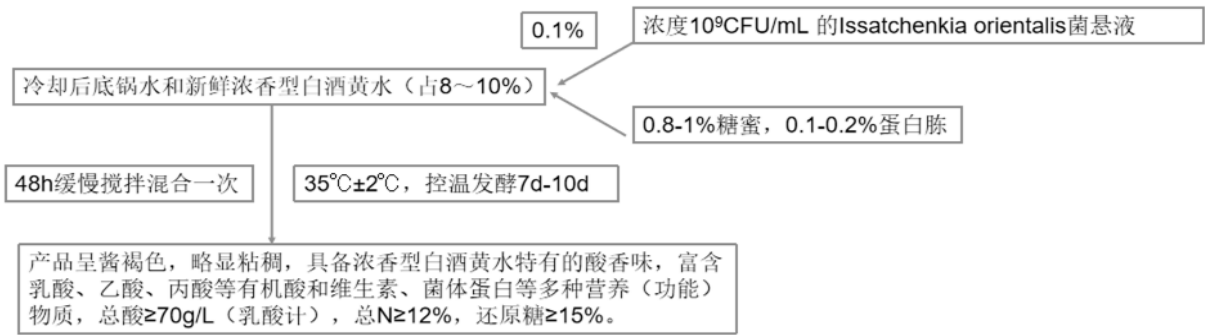 0.1%
浓度10⁹CFU/mL 的Issatchenkia orientalis菌悬液
冷却后底锅水和新鲜浓香型白酒黄水（占8～10%）
0.8-1%糖蜜，0.1-0.2%蛋白胨
48h缓慢搅拌混合一次
35℃±2℃，控温发酵7d-10d
产品呈酱褐色，略显粘稠，具备浓香型白酒黄水特有的酸香味，富含
乳酸、乙酸、丙酸等有机酸和维生素、菌体蛋白等多种营养（功能）
物质，总酸≥70g/L（乳酸计），总N≥12%，还原糖≥15%。